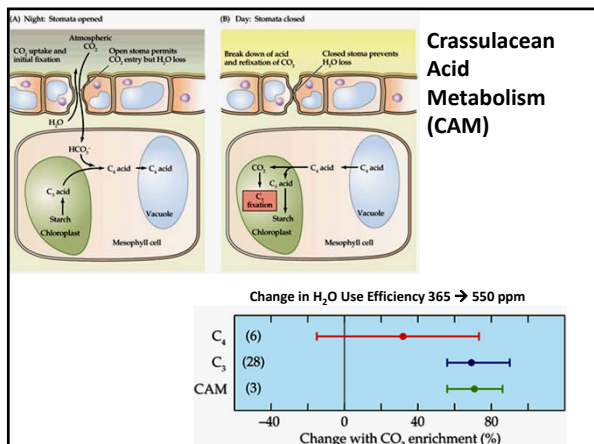 (A) Night: Stomata opened
Atmospheric
CO₂
CO₂ uptake and
initial fixation
Open stoma permits
CO₂ entry but H₂O loss
H₂O
HCO₃⁻
C₄ acid
C₄ acid
C₃ acid
Starch
Chloroplast
Vacuole
Mesophyll cell
(B) Day: Stomata closed
Break down of acid
and refixation of CO₂
Closed stoma prevents
H₂O loss
CO₂
C₄ acid
C₄ acid
C₃ acid
C₃
fixation
Starch
Chloroplast
Vacuole
Mesophyll cell
Crassulacean
Acid
Metabolism
(CAM)
Change in H₂O Use Efficiency 365 → 550 ppm
C₄ (6)
C₃ (28)
CAM (3)
−40 0 40 80
Change with CO₂ enrichment (%)